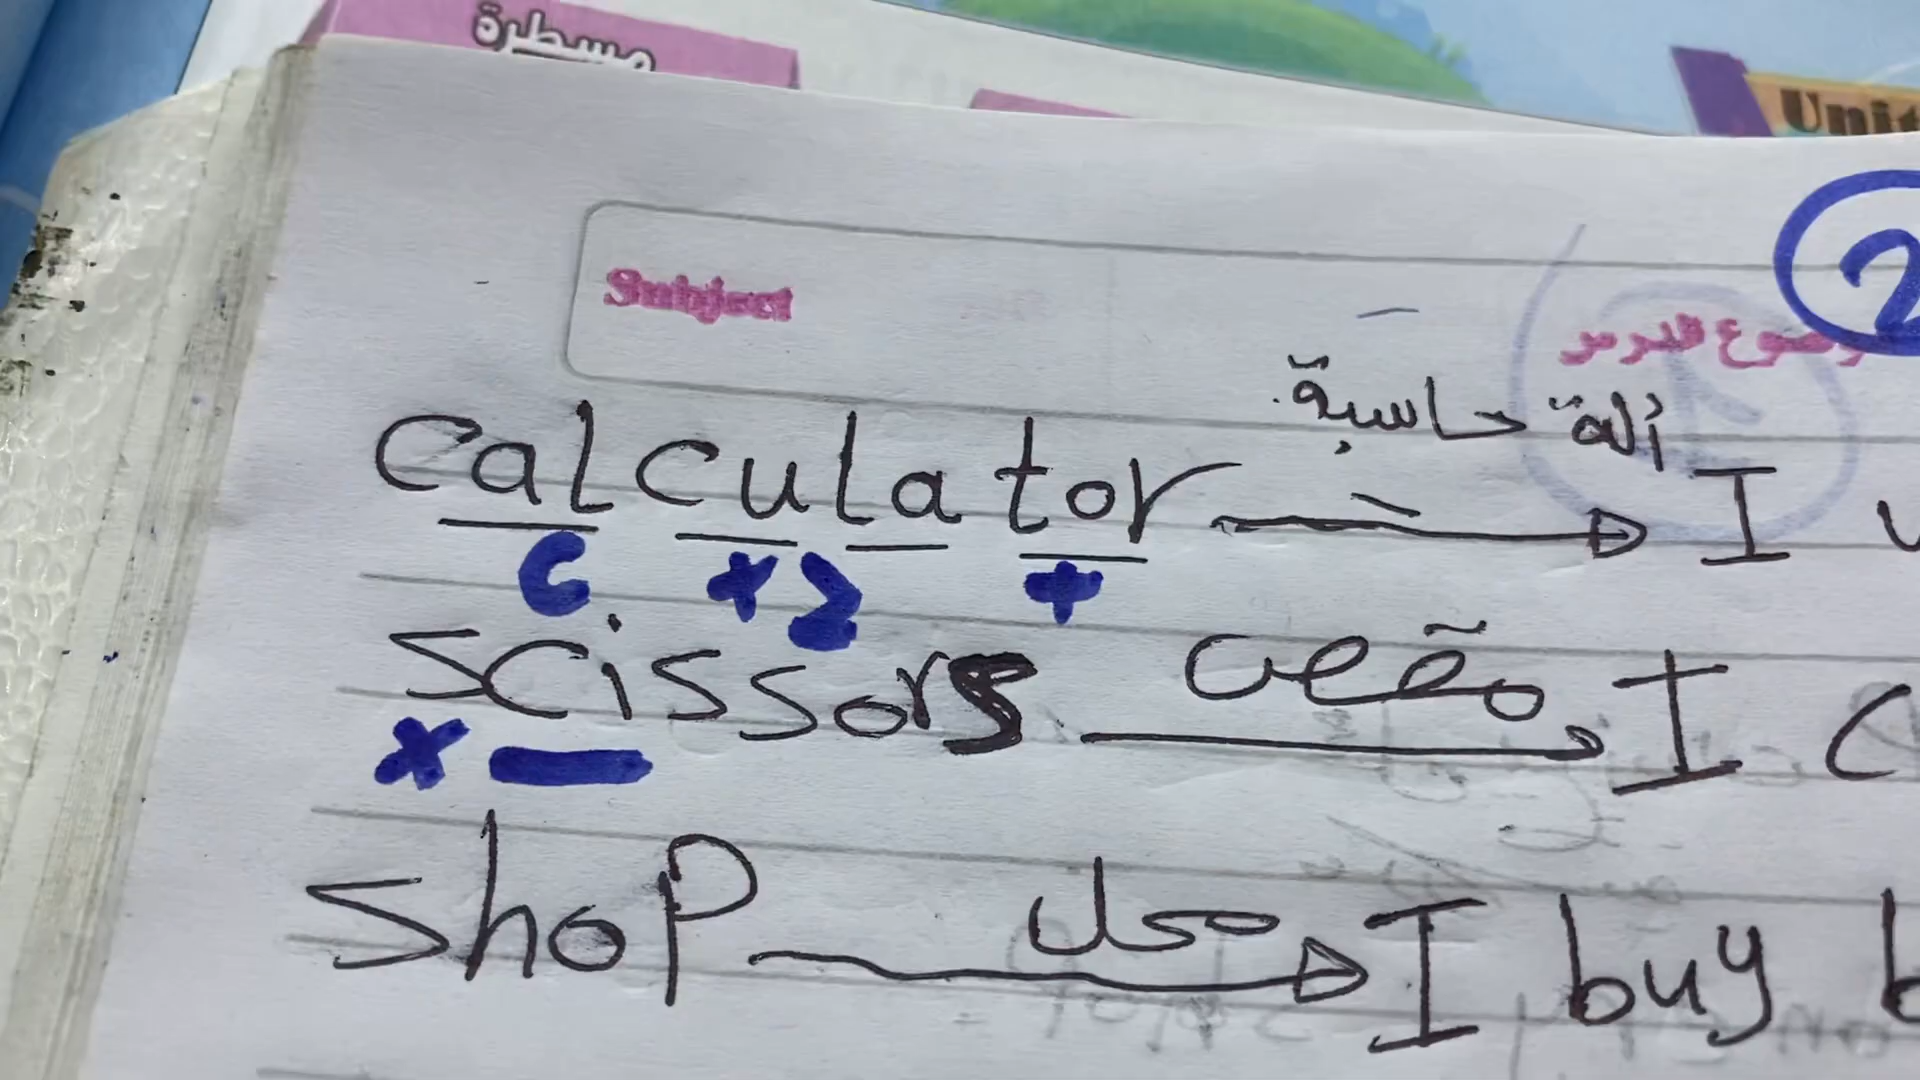 مسطرة
Unit
2
Subject
موضوع الدرس
calculator آلة حاسبة I
scissors مقص I
shop محل I buy